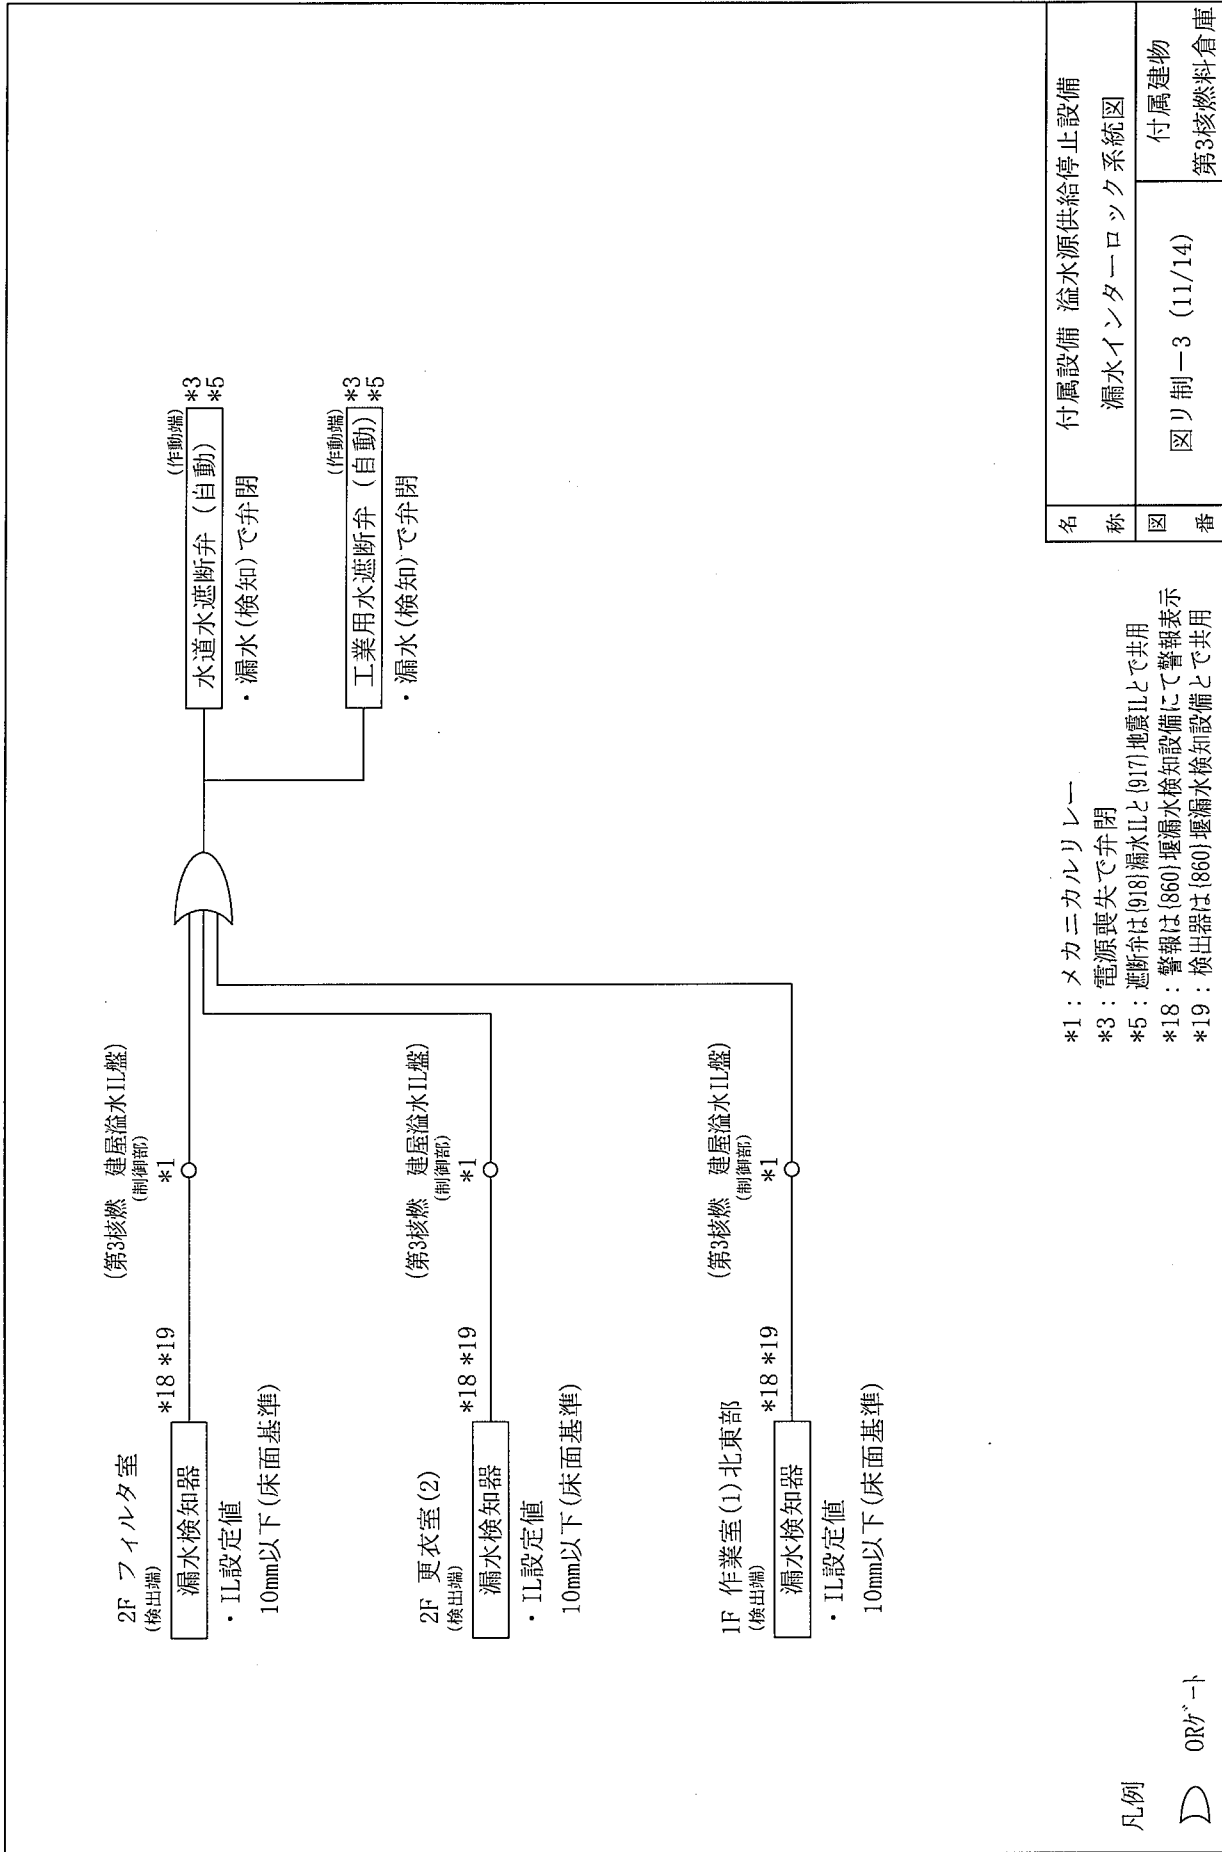 2F フィルタ室
(検出端)
漏水検知器
*18 *19
・IL設定値
10mm以下(床面基準)
(第3核燃 建屋溢水IL盤)
(制御部)
*1
2F 更衣室(2)
(検出端)
漏水検知器
*18 *19
・IL設定値
10mm以下(床面基準)
(第3核燃 建屋溢水IL盤)
(制御部)
*1
1F 作業室(1)北東部
(検出端)
漏水検知器
*18 *19
・IL設定値
10mm以下(床面基準)
(第3核燃 建屋溢水IL盤)
(制御部)
*1
(作動端)
水道水遮断弁(自動)
*3
*5
・漏水(検知)で弁閉
(作動端)
工業用水遮断弁(自動)
*3
*5
・漏水(検知)で弁閉
凡例
ORゲート
*1:メカニカルリレー
*3:電源喪失で弁閉
*5:遮断弁は{918}漏水ILと{917}地震ILとで共用
*18:警報は{860}堰漏水検知設備にて警報表示
*19:検出器は{860}堰漏水検知設備とで共用
名称
付属設備 溢水源供給停止設備
漏水インターロック系統図
図番
図リ制-3 (11/14)
付属建物
第3核燃料倉庫